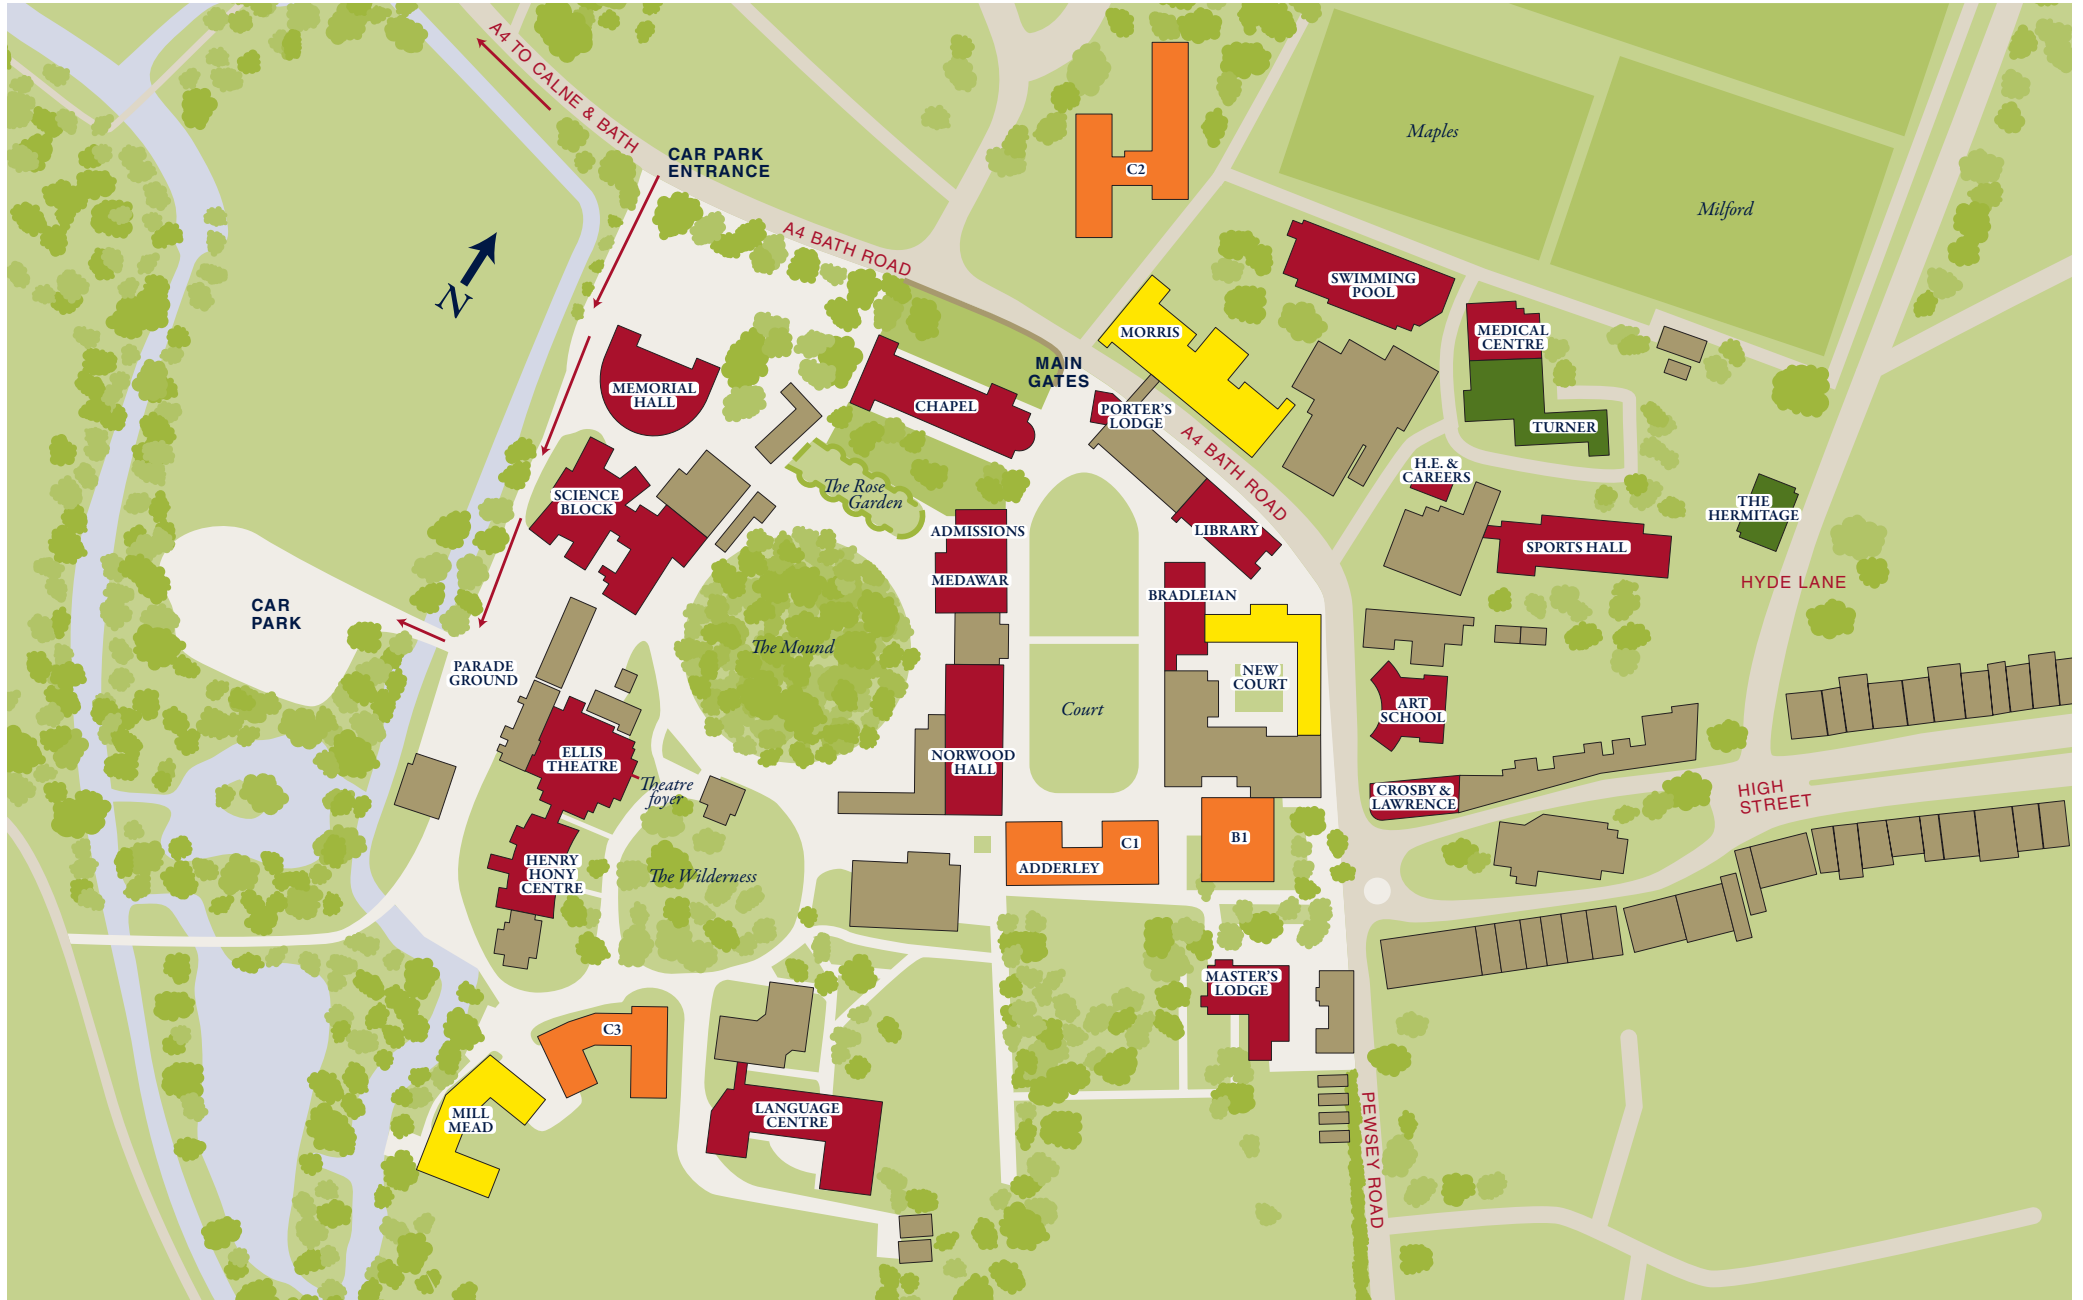 A4 TO CALNE & BATH
CAR PARK
ENTRANCE
C2
Maples
Milford
A4 BATH ROAD
N
SWIMMING
POOL
MORRIS
MEDICAL
CENTRE
MAIN
GATES
MEMORIAL
HALL
CHAPEL
PORTER'S
LODGE
TURNER
A4 BATH ROAD
H.E. &
CAREERS
SCIENCE
BLOCK
The Rose
Garden
THE
HERMITAGE
ADMISSIONS
LIBRARY
SPORTS HALL
MEDAWAR
BRADLEIAN
HYDE LANE
CAR
PARK
The Mound
PARADE
GROUND
NEW
COURT
Court
ART
SCHOOL
ELLIS
THEATRE
NORWOOD
HALL
Theatre
foyer
CROSBY &
LAWRENCE
HIGH
STREET
C1
B1
ADDERLEY
HENRY
HONY
CENTRE
The Wilderness
MASTER'S
LODGE
C3
MILL
MEAD
LANGUAGE
CENTRE
PEWSEY ROAD